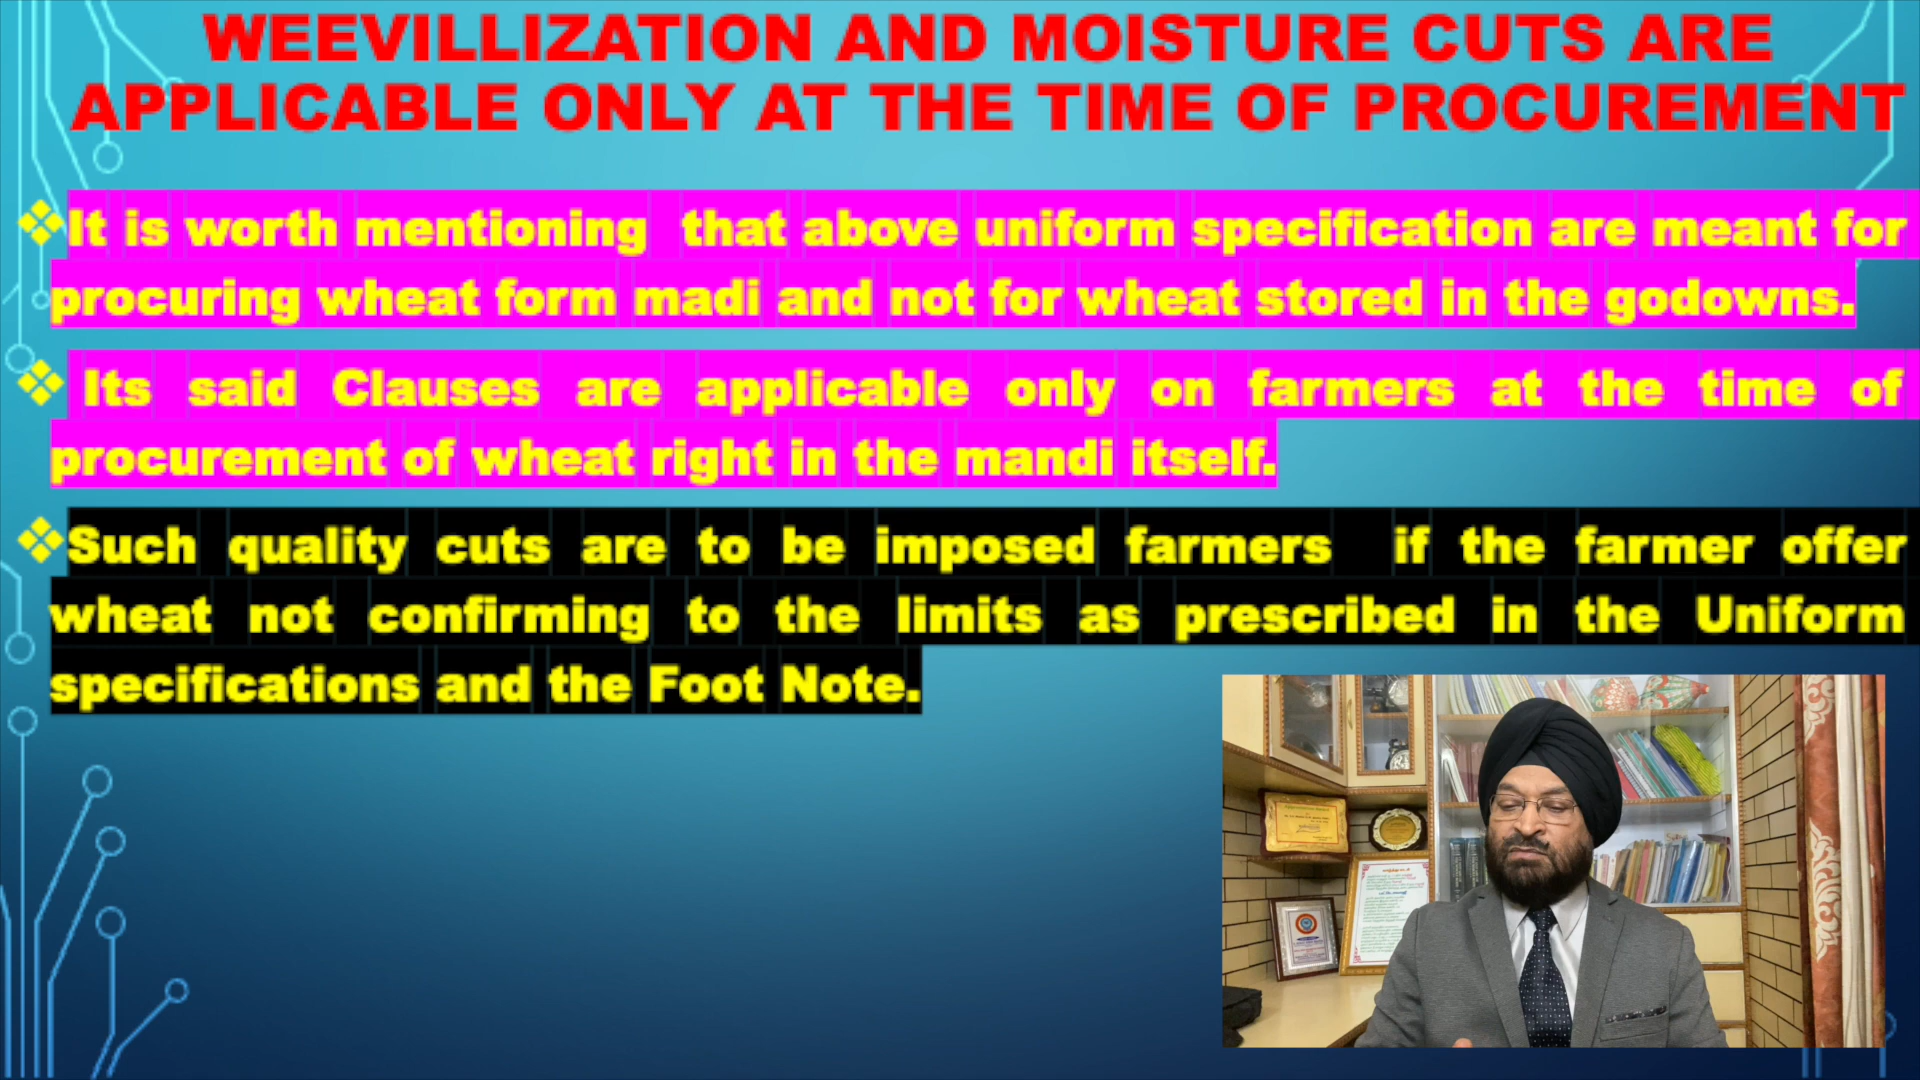 WEEVILLIZATION AND MOISTURE CUTS ARE
APPLICABLE ONLY AT THE TIME OF PROCUREMENT
It is worth mentioning that above uniform specification are meant for
procuring wheat form madi and not for wheat stored in the godowns.
Its said Clauses are applicable only on farmers at the time of
procurement of wheat right in the mandi itself.
Such quality cuts are to be imposed farmers if the farmer offer
wheat not confirming to the limits as prescribed in the Uniform
specifications and the Foot Note.